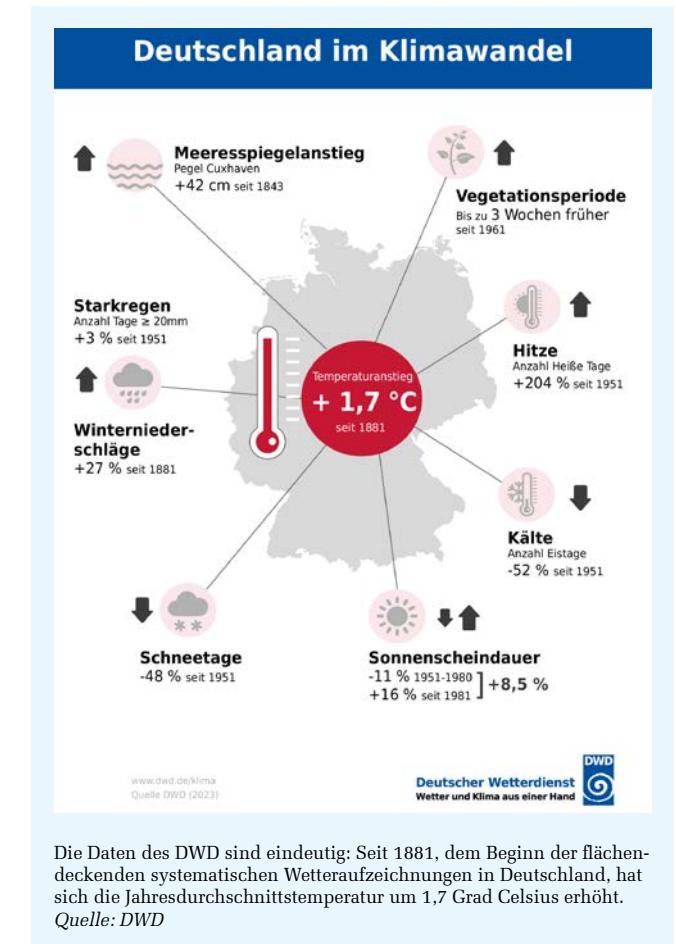 Deutschland im Klimawandel
Meeresspiegelanstieg
Pegel Cuxhaven
+42 cm seit 1843
Vegetationsperiode
Bis zu 3 Wochen früher
seit 1961
Starkregen
Anzahl Tage ≥ 20mm
+3 % seit 1951
Hitze
Anzahl Heiße Tage
+204 % seit 1951
Temperaturanstieg
+ 1,7 °C
seit 1881
Winternieder-
schläge
+27 % seit 1881
Kälte
Anzahl Eistage
-52 % seit 1951
Schneetage
-48 % seit 1951
Sonnenscheindauer
-11 % 1951-1980
+16 % seit 1981
+8,5 %
www.dwd.de/klima
Quelle DWD (2023)
Deutscher Wetterdienst
Wetter und Klima aus einer Hand
DWD
Die Daten des DWD sind eindeutig: Seit 1881, dem Beginn der flächen-
deckenden systematischen Wetteraufzeichnungen in Deutschland, hat
sich die Jahresdurchschnittstemperatur um 1,7 Grad Celsius erhöht.
Quelle: DWD